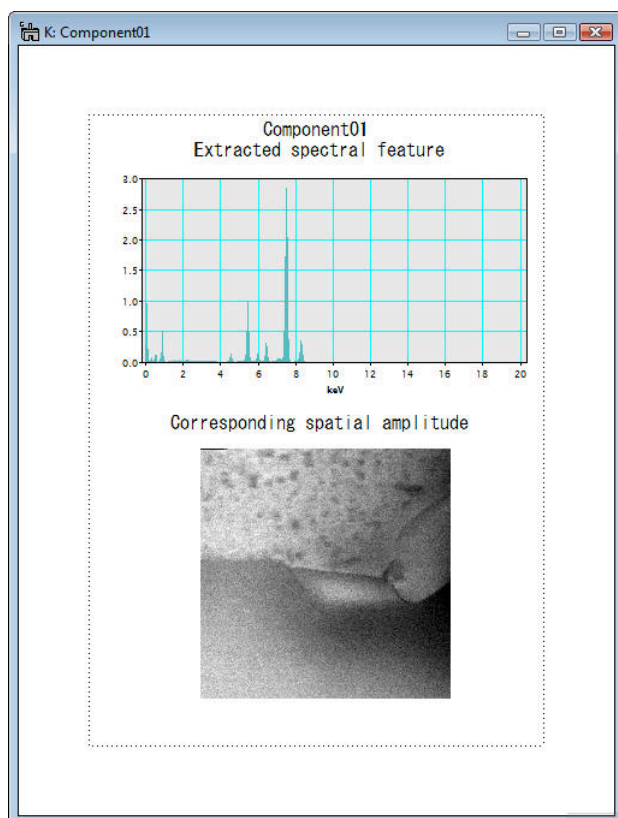 K: Component01
Component01
Extracted spectral feature
3.0
2.5
2.0
1.5
1.0
0.5
0.0
0 2 4 6 8 10 12 14 16 18 20
keV
Corresponding spatial amplitude